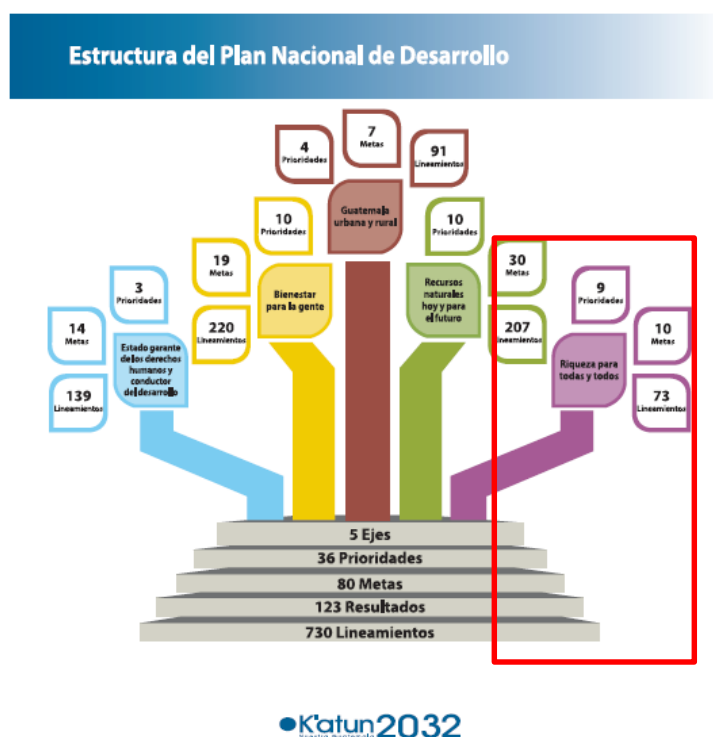 Estructura del Plan Nacional de Desarrollo
4
Prioridades
7
Metas
91
Lineamientos
Guatemala
urbana y rural
10
Prioridades
19
Metas
220
Lineamientos
Bienestar
para la gente
10
Prioridades
30
Metas
207
Lineamientos
Recursos
naturales
hoy y para
el futuro
3
Prioridades
14
Metas
139
Lineamientos
Estado garante
de los derechos
humanos y
conductor
del desarrollo
9
Prioridades
10
Metas
73
Lineamientos
Riqueza para
todas y todos
5 Ejes
36 Prioridades
80 Metas
123 Resultados
730 Lineamientos
K'atun2032